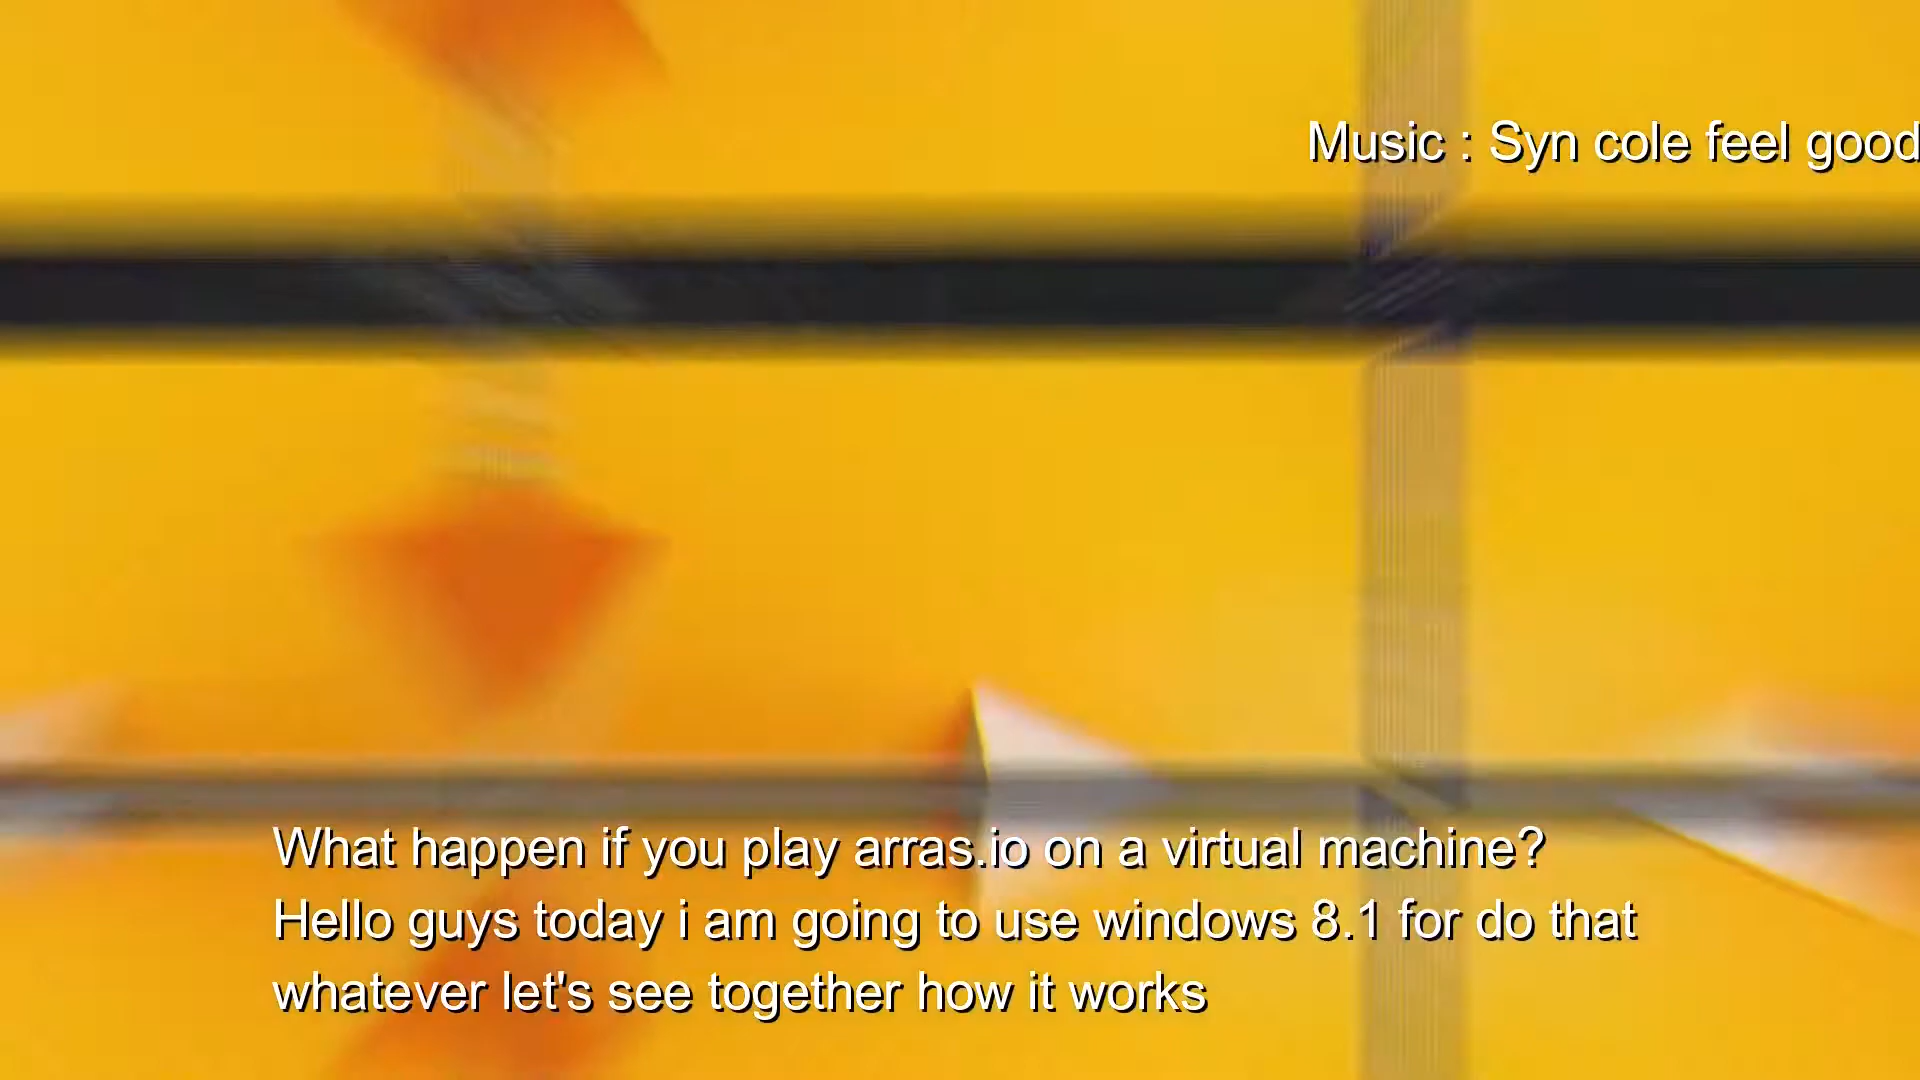 Music : Syn cole feel good
What happen if you play arras.io on a virtual machine?
Hello guys today i am going to use windows 8.1 for do that
whatever let's see together how it works